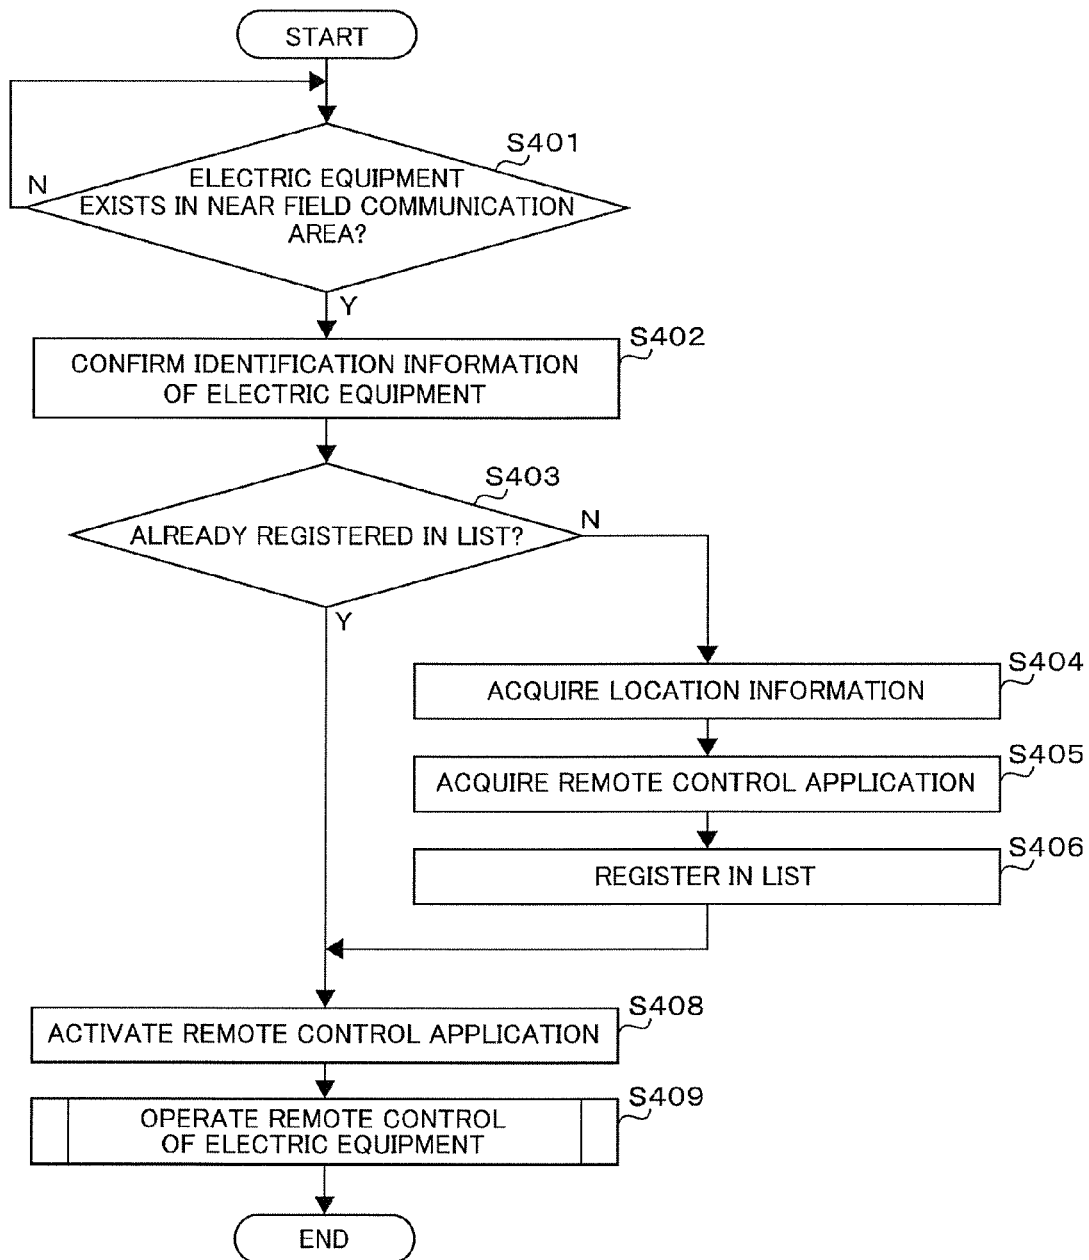 START
S401
N
ELECTRIC EQUIPMENT
EXISTS IN NEAR FIELD COMMUNICATION
AREA?
Y
S402
CONFIRM IDENTIFICATION INFORMATION
OF ELECTRIC EQUIPMENT
S403
ALREADY REGISTERED IN LIST?
N
Y
S404
ACQUIRE LOCATION INFORMATION
S405
ACQUIRE REMOTE CONTROL APPLICATION
S406
REGISTER IN LIST
S408
ACTIVATE REMOTE CONTROL APPLICATION
S409
OPERATE REMOTE CONTROL
OF ELECTRIC EQUIPMENT
END